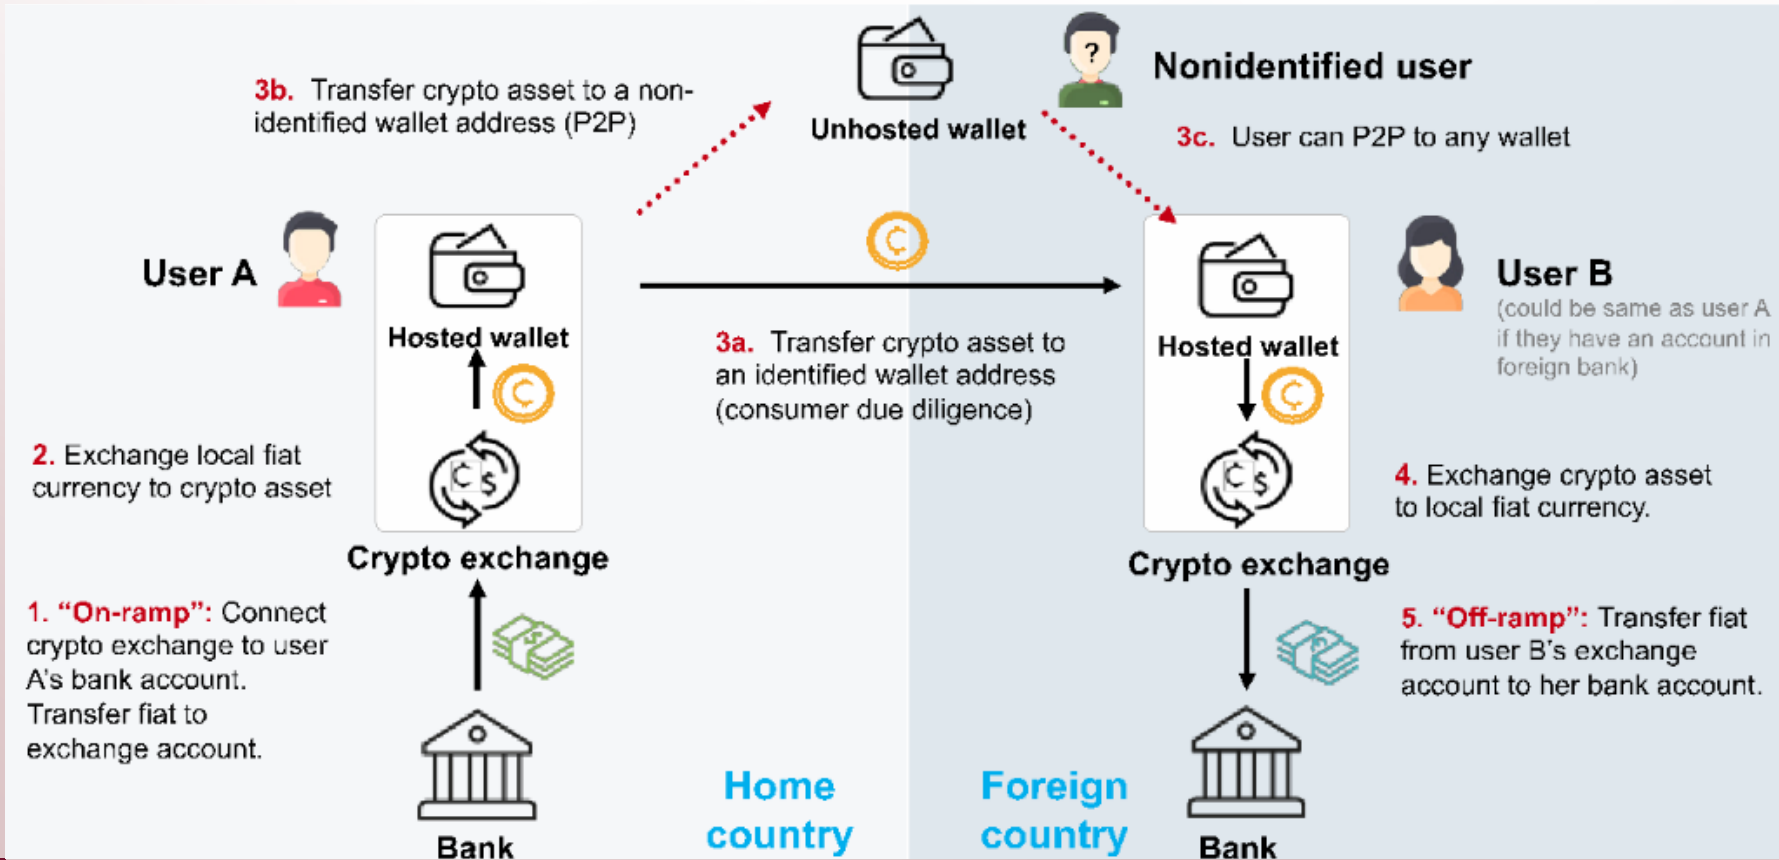 3b. Transfer crypto asset to a non-
identified wallet address (P2P)
Unhosted wallet
?
Nonidentified user
3c. User can P2P to any wallet
User A
Hosted wallet
3a. Transfer crypto asset to
an identified wallet address
(consumer due diligence)
Hosted wallet
User B
(could be same as user A
if they have an account in
foreign bank)
2. Exchange local fiat
currency to crypto asset
Crypto exchange
4. Exchange crypto asset
to local fiat currency.
Crypto exchange
1. “On-ramp”: Connect
crypto exchange to user
A’s bank account.
Transfer fiat to
exchange account.
5. “Off-ramp”: Transfer fiat
from user B’s exchange
account to her bank account.
Bank
Home
country
Foreign
country
Bank